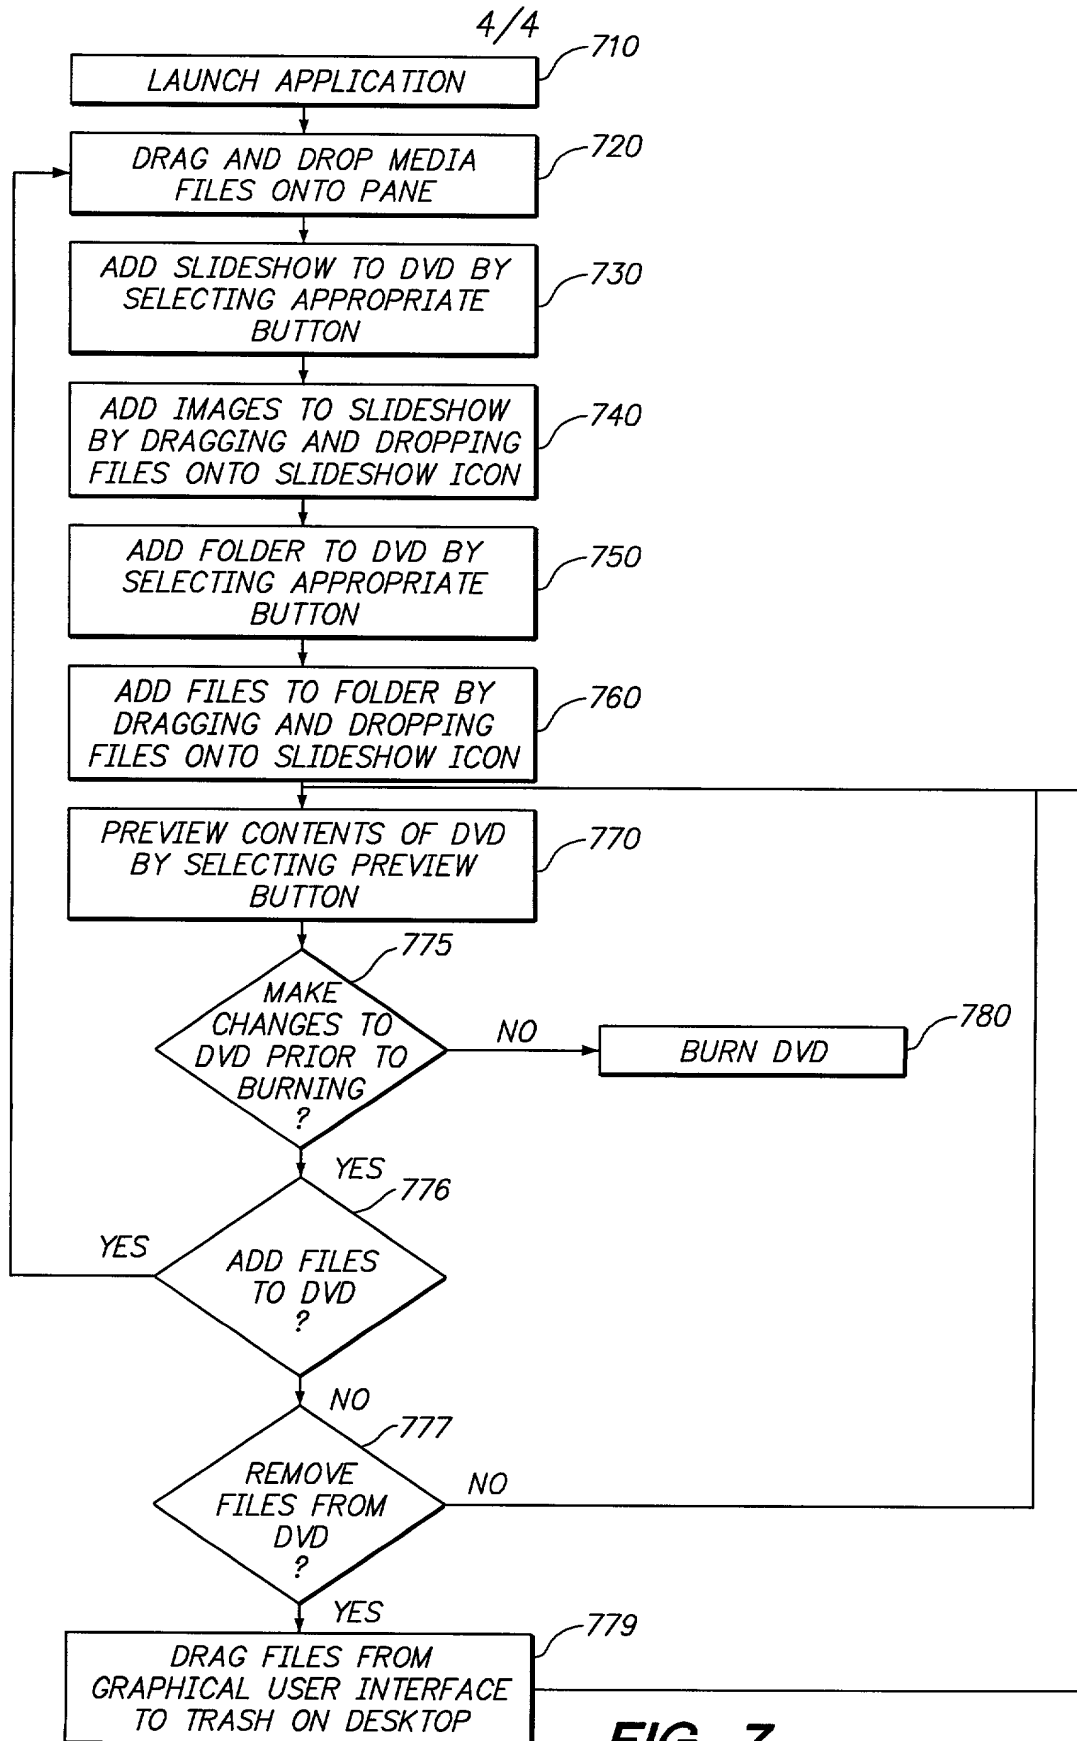 4/4
710
LAUNCH APPLICATION
720
DRAG AND DROP MEDIA
FILES ONTO PANE
730
ADD SLIDESHOW TO DVD BY
SELECTING APPROPRIATE
BUTTON
740
ADD IMAGES TO SLIDESHOW
BY DRAGGING AND DROPPING
FILES ONTO SLIDESHOW ICON
750
ADD FOLDER TO DVD BY
SELECTING APPROPRIATE
BUTTON
760
ADD FILES TO FOLDER BY
DRAGGING AND DROPPING
FILES ONTO SLIDESHOW ICON
770
PREVIEW CONTENTS OF DVD
BY SELECTING PREVIEW
BUTTON
775
MAKE
CHANGES TO
DVD PRIOR TO
BURNING
?
NO
780
BURN DVD
YES
776
YES
ADD FILES
TO DVD
?
NO
777
REMOVE
FILES FROM
DVD
?
NO
YES
779
DRAG FILES FROM
GRAPHICAL USER INTERFACE
TO TRASH ON DESKTOP
FIG. 7